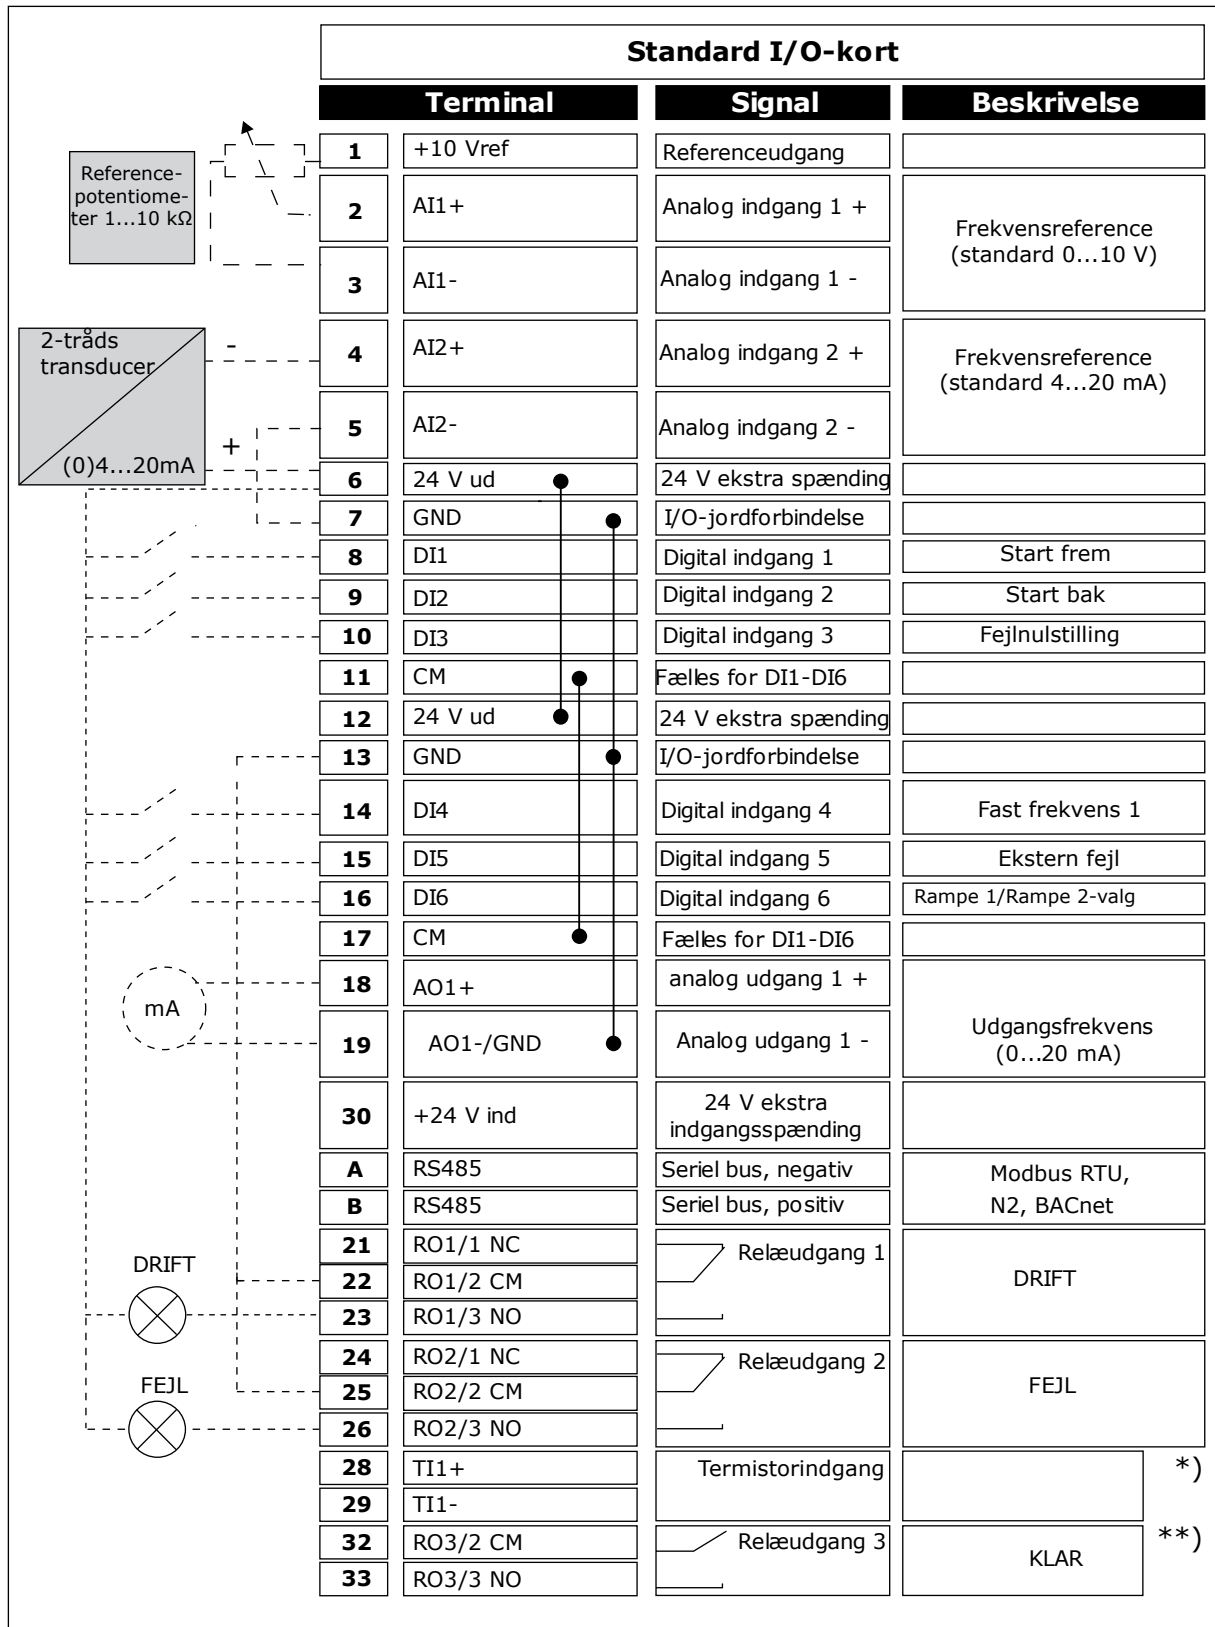 Standard I/O-kort
Terminal Signal Beskrivelse
Reference-
potentiome-
ter 1...10 kΩ
1 +10 Vref Referenceudgang
2 AI1+ Analog indgang 1 +
3 AI1- Analog indgang 1 -
Frekvensreference
(standard 0...10 V)
2-tråds
transducer
-
+
(0)4...20mA
4 AI2+ Analog indgang 2 +
5 AI2- Analog indgang 2 -
Frekvensreference
(standard 4...20 mA)
6 24 V ud 24 V ekstra spænding
7 GND I/O-jordforbindelse
8 DI1 Digital indgang 1 Start frem
9 DI2 Digital indgang 2 Start bak
10 DI3 Digital indgang 3 Fejlnulstilling
11 CM Fælles for DI1-DI6
12 24 V ud 24 V ekstra spænding
13 GND I/O-jordforbindelse
14 DI4 Digital indgang 4 Fast frekvens 1
15 DI5 Digital indgang 5 Ekstern fejl
16 DI6 Digital indgang 6 Rampe 1/Rampe 2-valg
17 CM Fælles for DI1-DI6
mA
18 AO1+ analog udgang 1 +
19 AO1-/GND Analog udgang 1 -
Udgangsfrekvens
(0...20 mA)
30 +24 V ind 24 V ekstra
indgangsspænding
A RS485 Seriel bus, negativ
B RS485 Seriel bus, positiv
Modbus RTU,
N2, BACnet
DRIFT
21 RO1/1 NC Relæudgang 1
22 RO1/2 CM DRIFT
23 RO1/3 NO
FEJL
24 RO2/1 NC Relæudgang 2
25 RO2/2 CM FEJL
26 RO2/3 NO
28 TI1+ Termistorindgang *)
29 TI1-
32 RO3/2 CM Relæudgang 3 KLAR **)
33 RO3/3 NO